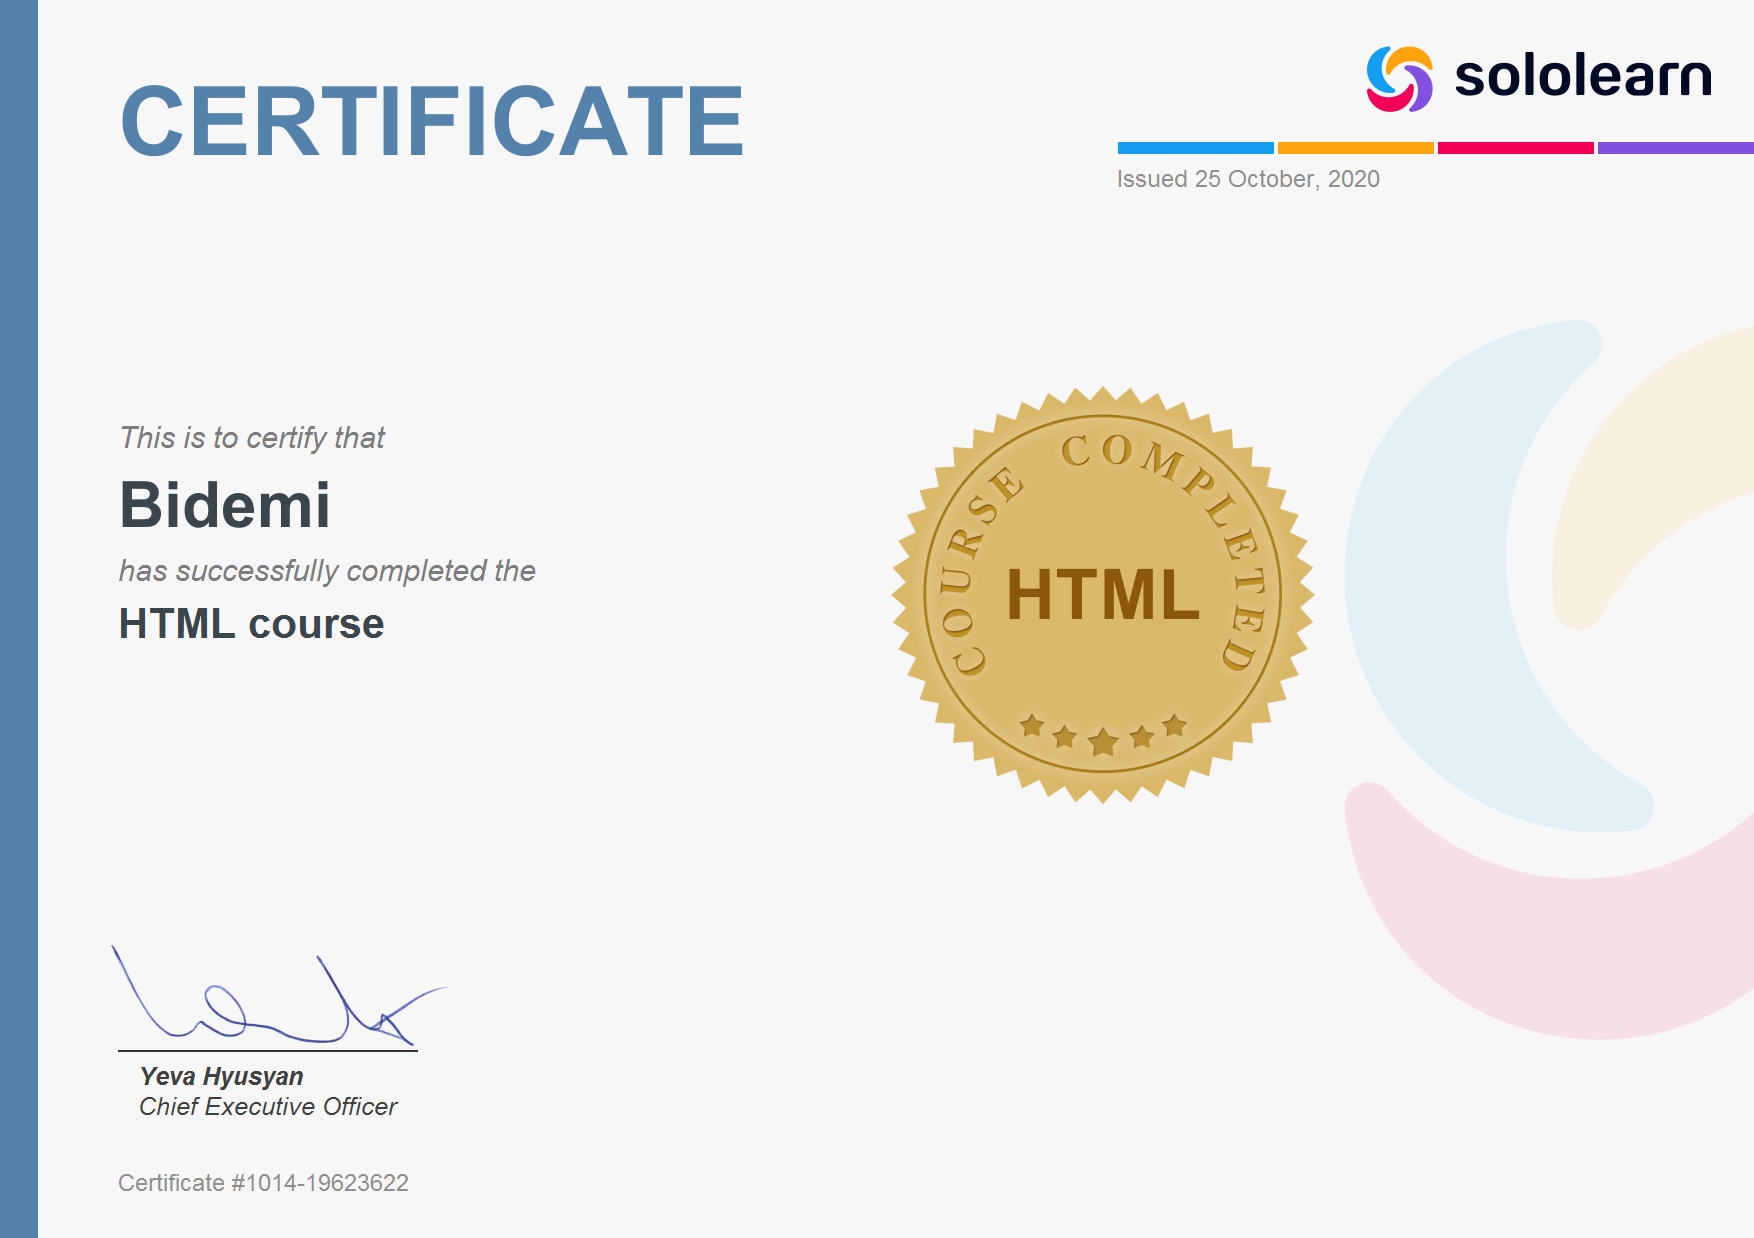 CERTIFICATE
sololearn
Issued 25 October, 2020
This is to certify that
Bidemi
has successfully completed the
HTML course
COURSE COMPLETED
HTML
Yeva Hyusyan
Chief Executive Officer
Certificate #1014-19623622